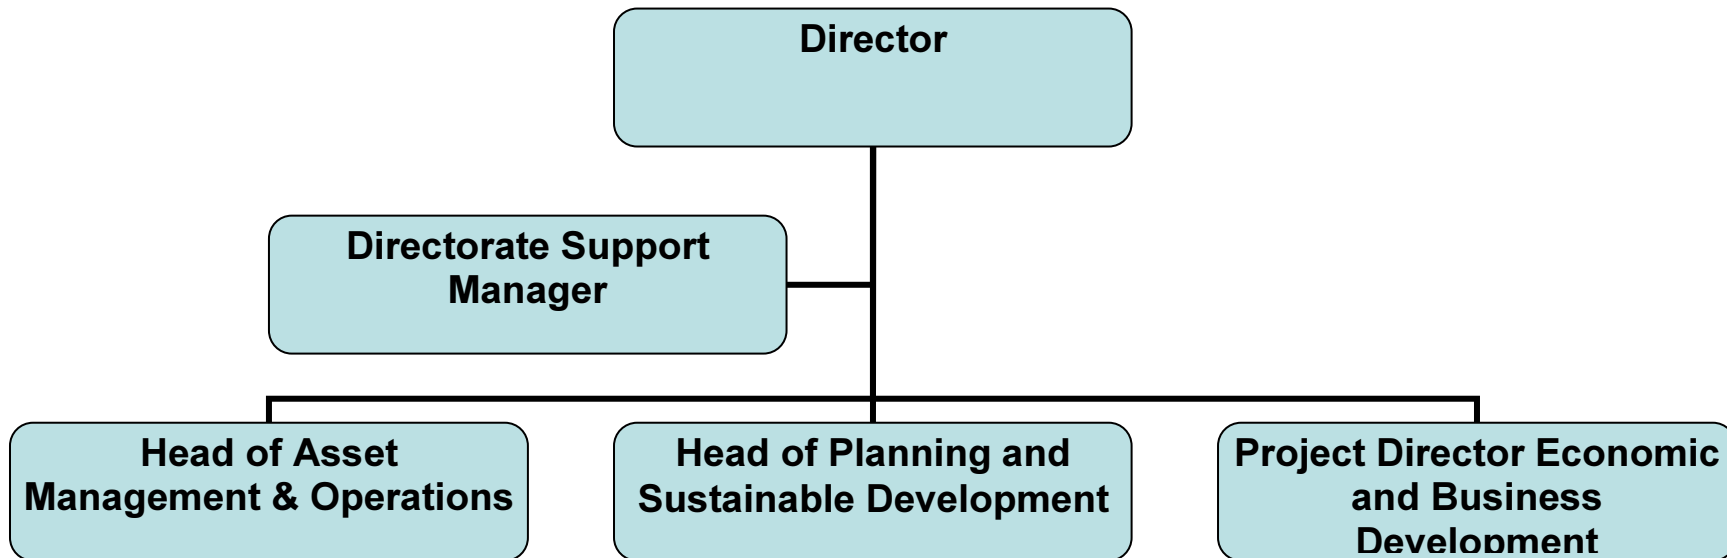 Director
Directorate Support
Manager
Head of Asset
Management & Operations
Head of Planning and
Sustainable Development
Project Director Economic
and Business
Development